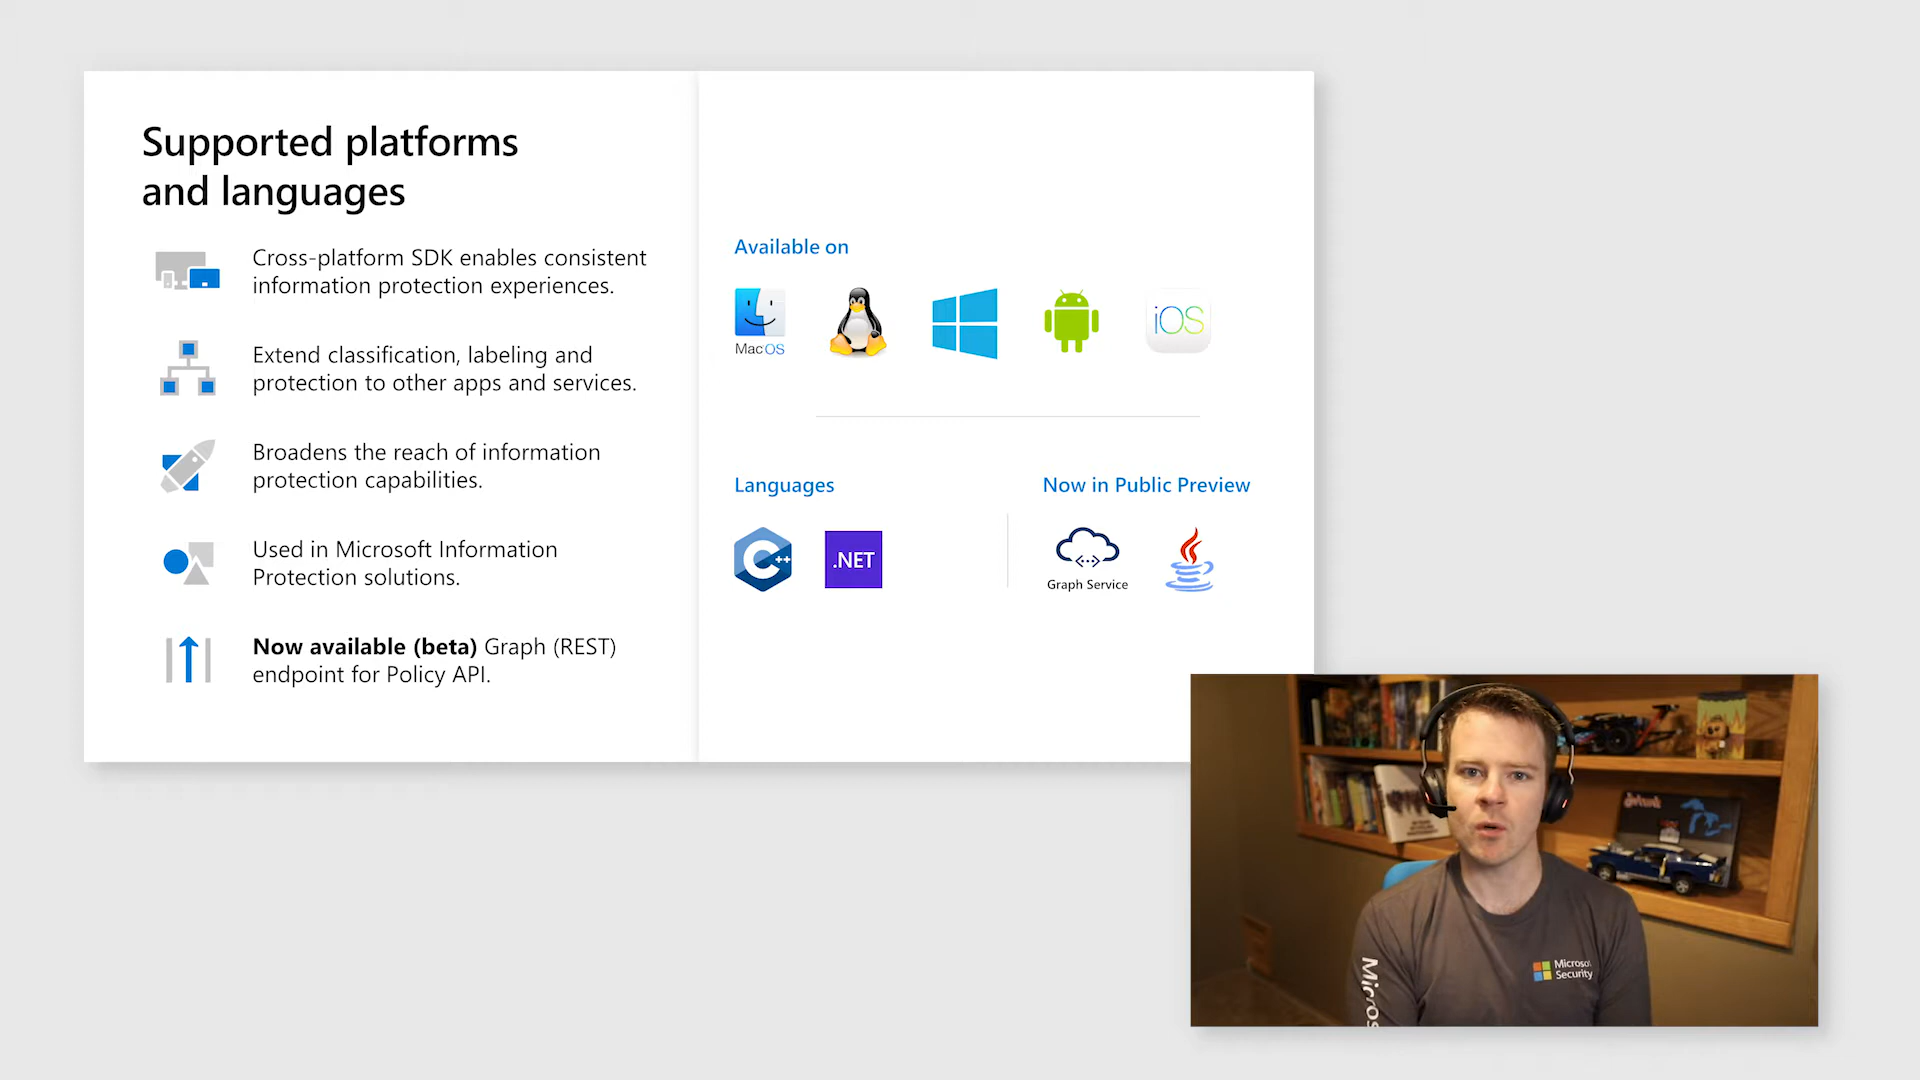 Supported platforms
and languages
Cross-platform SDK enables consistent
information protection experiences.
Extend classification, labeling and
protection to other apps and services.
Broadens the reach of information
protection capabilities.
Used in Microsoft Information
Protection solutions.
Now available (beta) Graph (REST)
endpoint for Policy API.
Available on
MacOS
iOS
Languages
C++
.NET
Now in Public Preview
Graph Service
Microsoft
Security
Micros